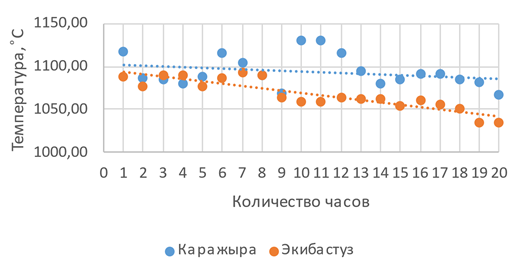 1150,00
1100,00
1050,00
1000,00
Температура,˚С
0 1 2 3 4 5 6 7 8 9 10 11 12 13 14 15 16 17 18 19 20
Количество часов
Каражыра Экибастуз